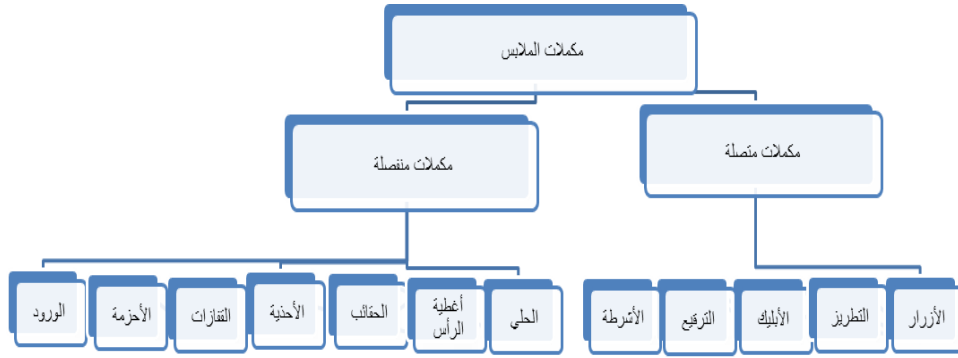 مكملات الملابس
مكملات متصلة
مكملات منفصلة
الأزرار
التطريز
الأبليك
الترقيع
الأشرطة
الحلي
أغطية
الرأس
الحقائب
الأحذية
القفازات
الأحزمة
الورود